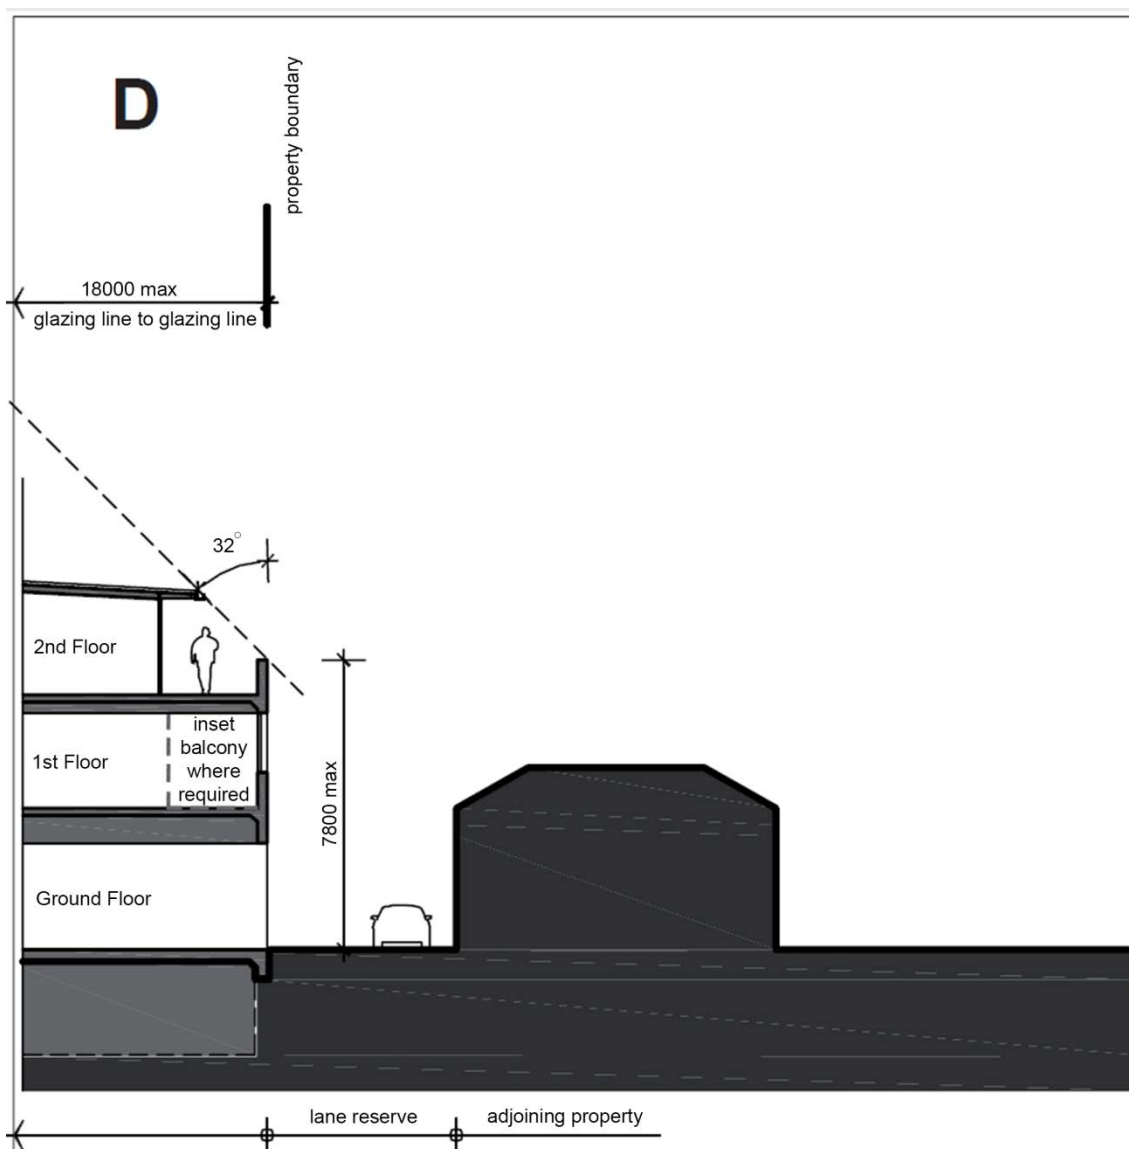 D
property boundary
18000 max
glazing line to glazing line
32°
2nd Floor
inset
balcony
where
required
1st Floor
7800 max
Ground Floor
lane reserve
adjoining property